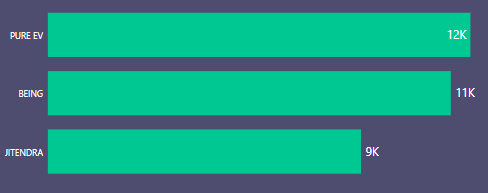 PURE EV 12K
BEING 11K
JITENDRA 9K